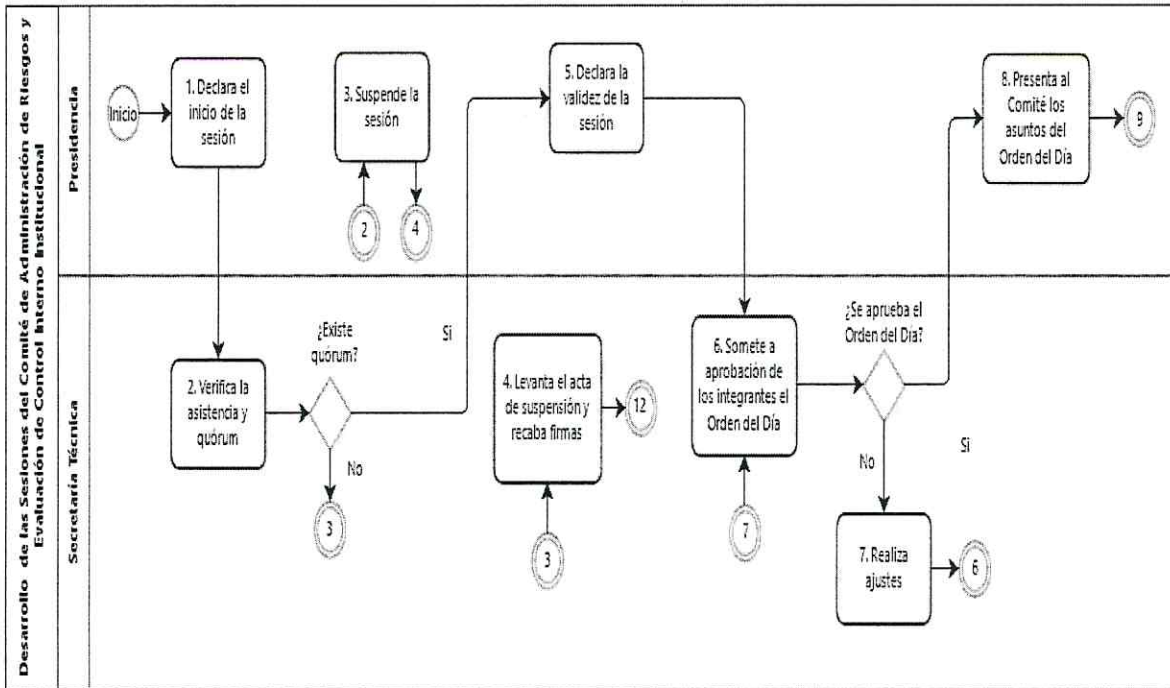 Desarrollo de las Sesiones del Comité de Administración de Riesgos y
Evaluación de Control Interno Institucional
Presidencia
Inicio
1. Declara el
inicio de la
sesión
3. Suspende la
sesión
2
4
5. Declara la
validez de la
sesión
8. Presenta al
Comité los
asuntos del
Orden del Día
9
Secretaría Técnica
2. Verifica la
asistencia y
quórum
¿Existe
quórum?
Si
No
3
4. Levanta el acta
de suspensión y
recaba firmas
12
3
6. Somete a
aprobación de
los integrantes el
Orden del Día
7
¿Se aprueba el
Orden del Día?
Si
No
7. Realiza
ajustes
6